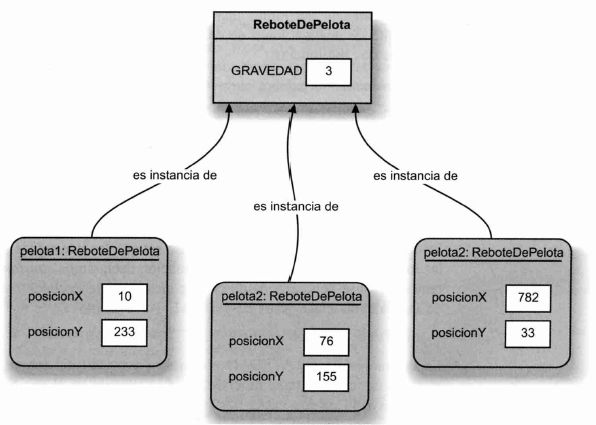 ReboteDePelota
GRAVEDAD 3
es instancia de
es instancia de
es instancia de
pelota1: ReboteDePelota
posicionX 10
posicionY 233
pelota2: ReboteDePelota
posicionX 76
posicionY 155
pelota2: ReboteDePelota
posicionX 782
posicionY 33